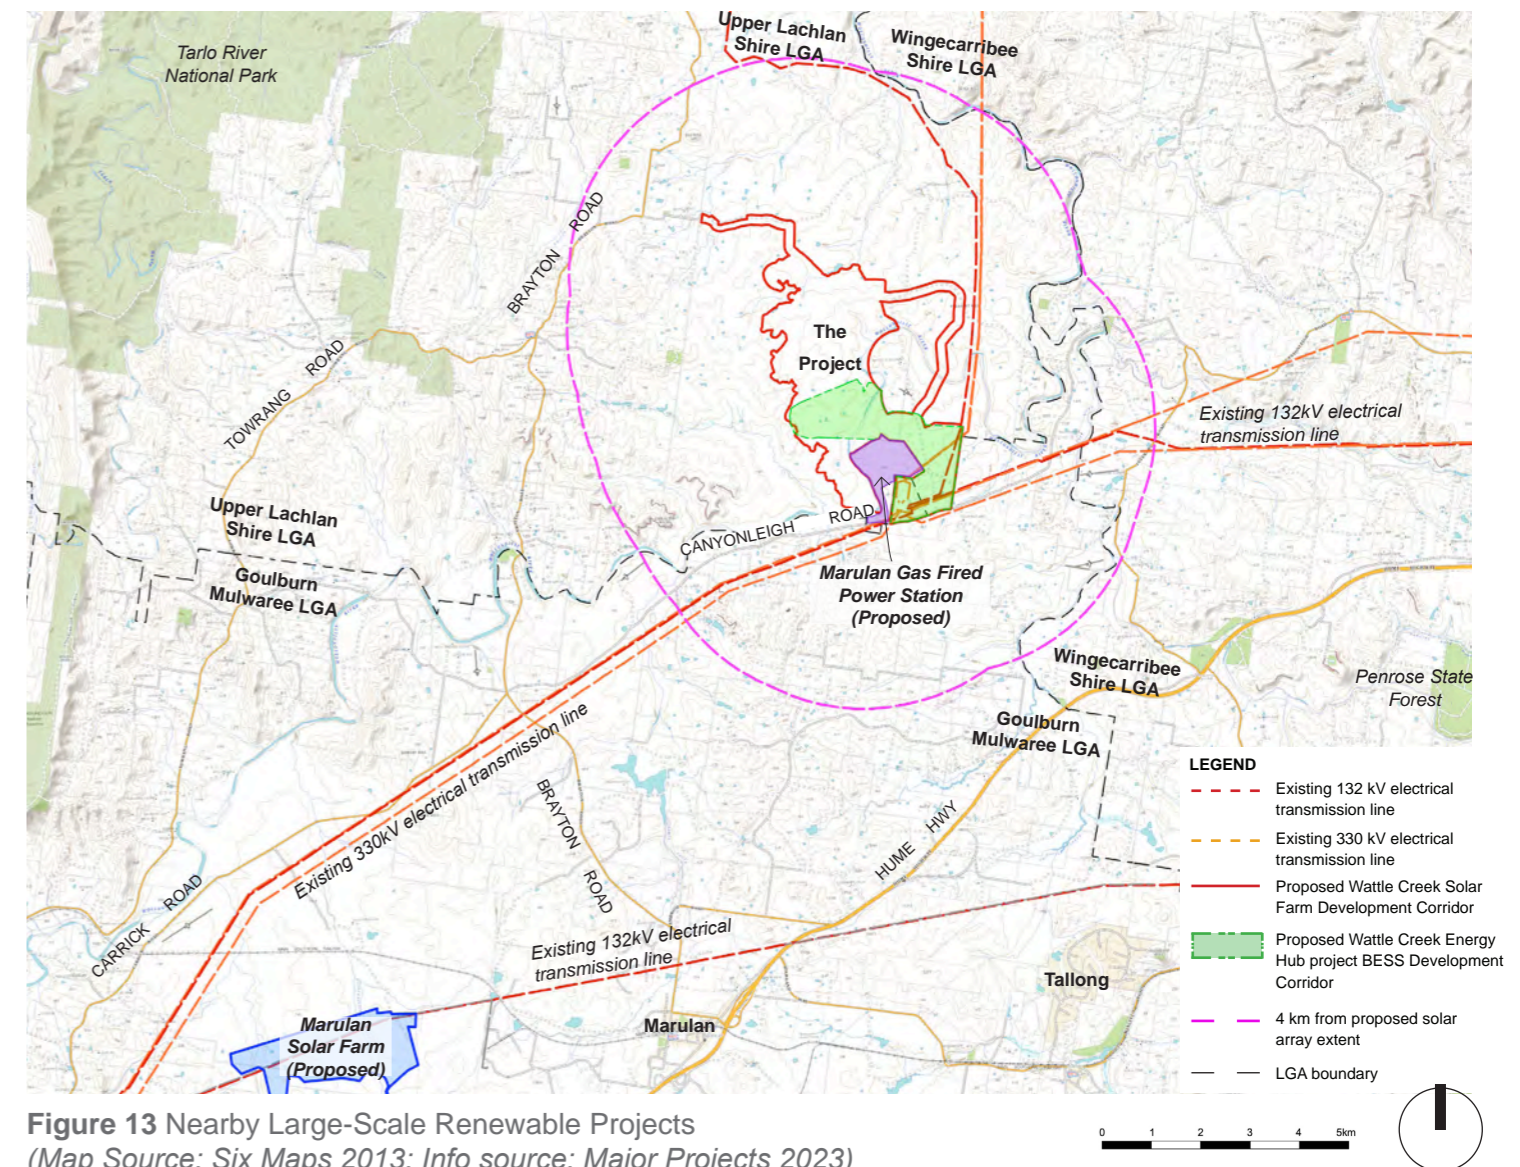 Upper Lachlan
Shire LGA
Wingecarribee
Shire LGA
Tarlo River
National Park
BRAYTON ROAD
The
Project
TOWRANG ROAD
Existing 132kV electrical
transmission line
Upper Lachlan
Shire LGA
CANYONLEIGH ROAD
Goulburn
Mulwaree LGA
Marulan Gas Fired
Power Station
(Proposed)
Wingecarribee
Shire LGA
Penrose State
Forest
Goulburn
Mulwaree LGA
Existing 330kV electrical transmission line
BRAYTON ROAD
HUME HWY
CARRICK ROAD
Existing 132kV electrical
transmission line
Tallong
Marulan
Marulan
Solar Farm
(Proposed)
LEGEND
Existing 132 kV electrical
transmission line
Existing 330 kV electrical
transmission line
Proposed Wattle Creek Solar
Farm Development Corridor
Proposed Wattle Creek Energy
Hub project BESS Development
Corridor
4 km from proposed solar
array extent
LGA boundary
0 1 2 3 4 5km
Figure 13 Nearby Large-Scale Renewable Projects
(Map Source: Six Maps 2013; Info source: Major Projects 2023)